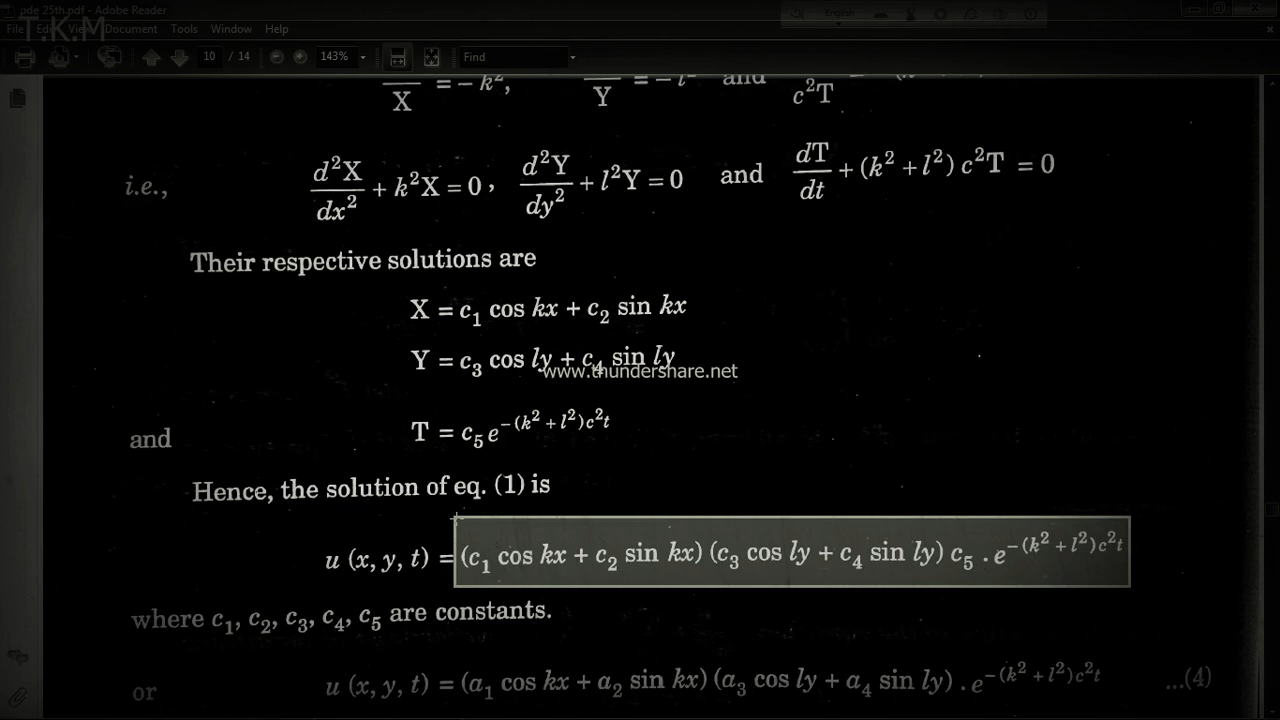 pde 25th.pdf - Adobe Reader
T.K.M
File Edit View Document Tools Window Help
English
10 / 14 143% Find
X = – k², Y = – l² and c²T
i.e., d²X/dx² + k²X = 0, d²Y/dy² + l²Y = 0 and dT/dt + (k² + l²) c²T = 0
Their respective solutions are
X = c₁ cos kx + c₂ sin kx
Y = c₃ cos ly + c₄ sin ly
www.thundershare.net
and T = c₅ e^{–(k² + l²)c²t}
Hence, the solution of eq. (1) is
u (x, y, t) = (c₁ cos kx + c₂ sin kx) (c₃ cos ly + c₄ sin ly) c₅ . e^{–(k² + l²)c²t}
where c₁, c₂, c₃, c₄, c₅ are constants.
or u (x, y, t) = (a₁ cos kx + a₂ sin kx) (a₃ cos ly + a₄ sin ly) . e^{–(k² + l²)c²t} ...(4)